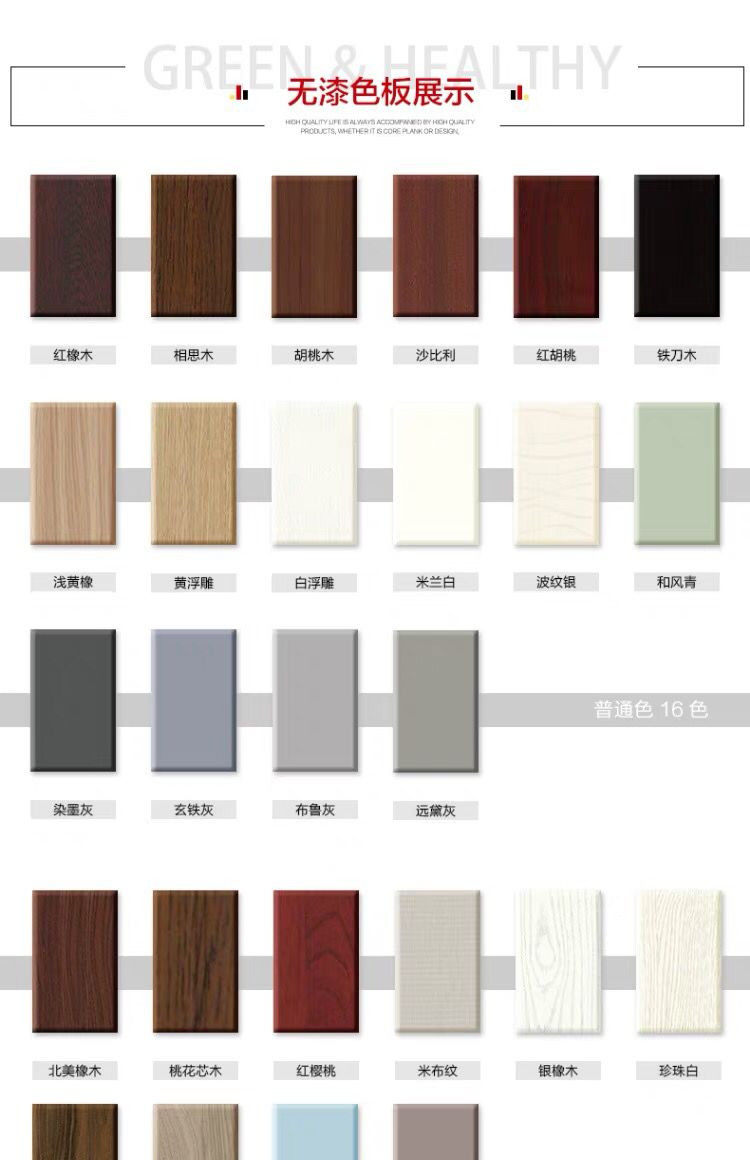 GREEN & HEALTHY
无漆色板展示
HIGH QUALITY LIFE IS ALWAYS ACCOMPANIED BY HIGH QUALITY
PRODUCTS, WHETHER IT IS CORE PLANK OR DESIGN,
红橡木 相思木 胡桃木 沙比利 红胡桃 铁刀木
浅黄橡 黄浮雕 白浮雕 米兰白 波纹银 和风青
普通色 16 色
染墨灰 玄铁灰 布鲁灰 远黛灰
北美橡木 桃花芯木 红樱桃 米布纹 银橡木 珍珠白